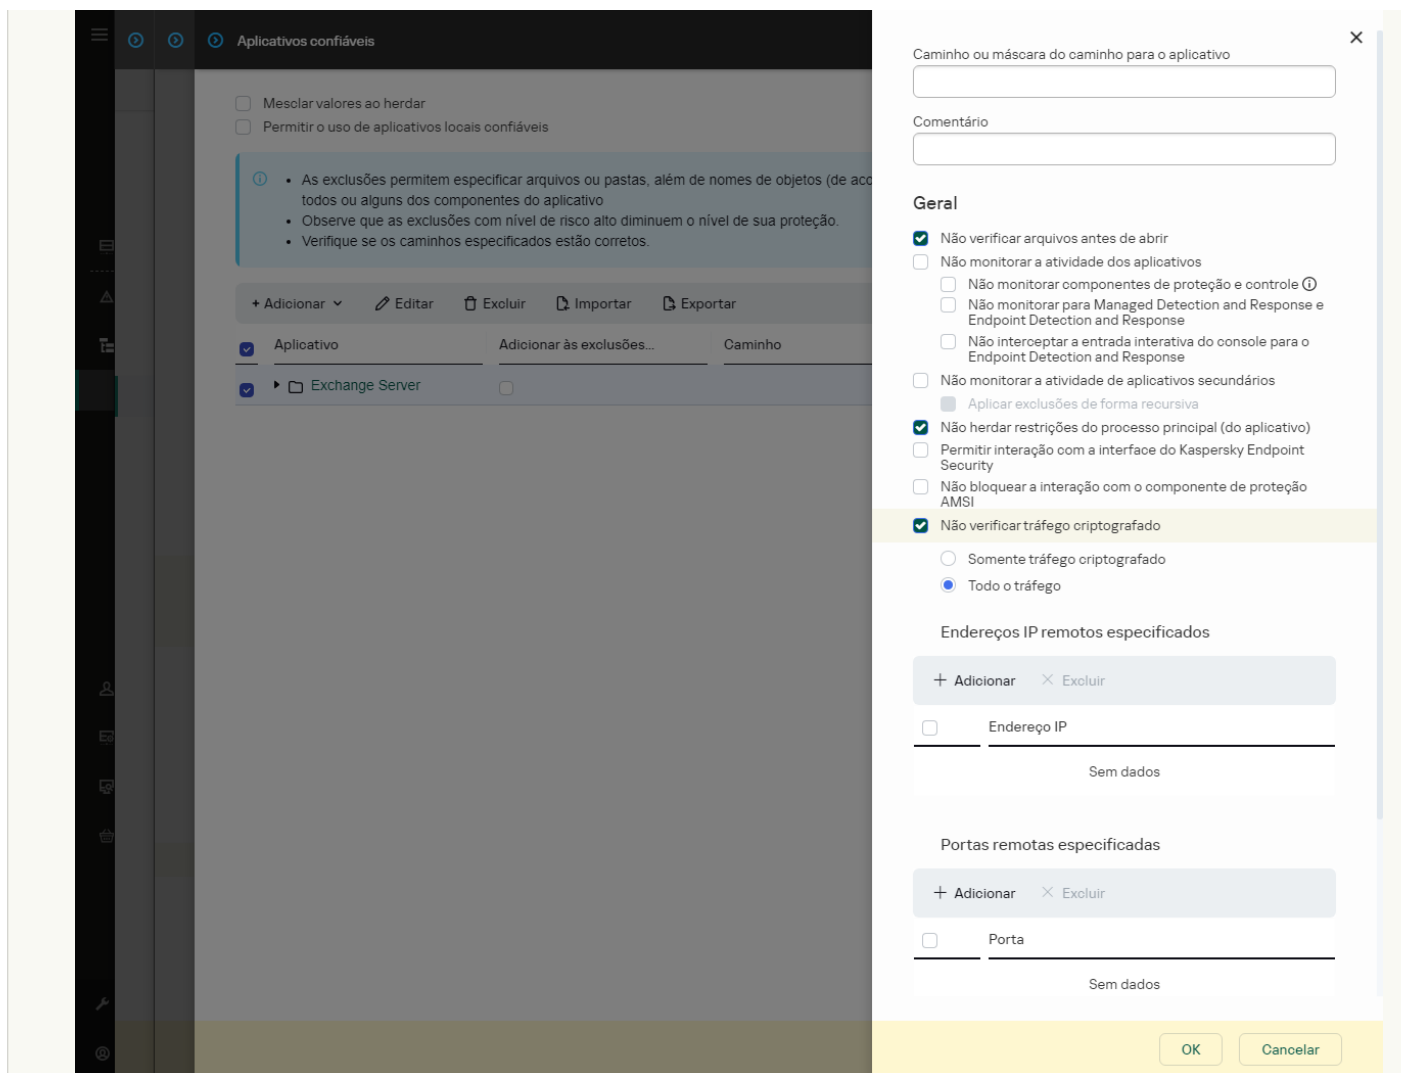 Aplicativos confiáveis
Mesclar valores ao herdar
Permitir o uso de aplicativos locais confiáveis
• As exclusões permitem especificar arquivos ou pastas, além de nomes de objetos (de aco
todos ou alguns dos componentes do aplicativo
• Observe que as exclusões com nível de risco alto diminuem o nível de sua proteção.
• Verifique se os caminhos especificados estão corretos.
+ Adicionar Editar Excluir Importar Exportar
Aplicativo Adicionar às exclusões... Caminho
Exchange Server
Caminho ou máscara do caminho para o aplicativo
Comentário
Geral
Não verificar arquivos antes de abrir
Não monitorar a atividade dos aplicativos
Não monitorar componentes de proteção e controle
Não monitorar para Managed Detection and Response e
Endpoint Detection and Response
Não interceptar a entrada interativa do console para o
Endpoint Detection and Response
Não monitorar a atividade de aplicativos secundários
Aplicar exclusões de forma recursiva
Não herdar restrições do processo principal (do aplicativo)
Permitir interação com a interface do Kaspersky Endpoint
Security
Não bloquear a interação com o componente de proteção
AMSI
Não verificar tráfego criptografado
Somente tráfego criptografado
Todo o tráfego
Endereços IP remotos especificados
+ Adicionar × Excluir
Endereço IP
Sem dados
Portas remotas especificadas
+ Adicionar × Excluir
Porta
Sem dados
OK Cancelar